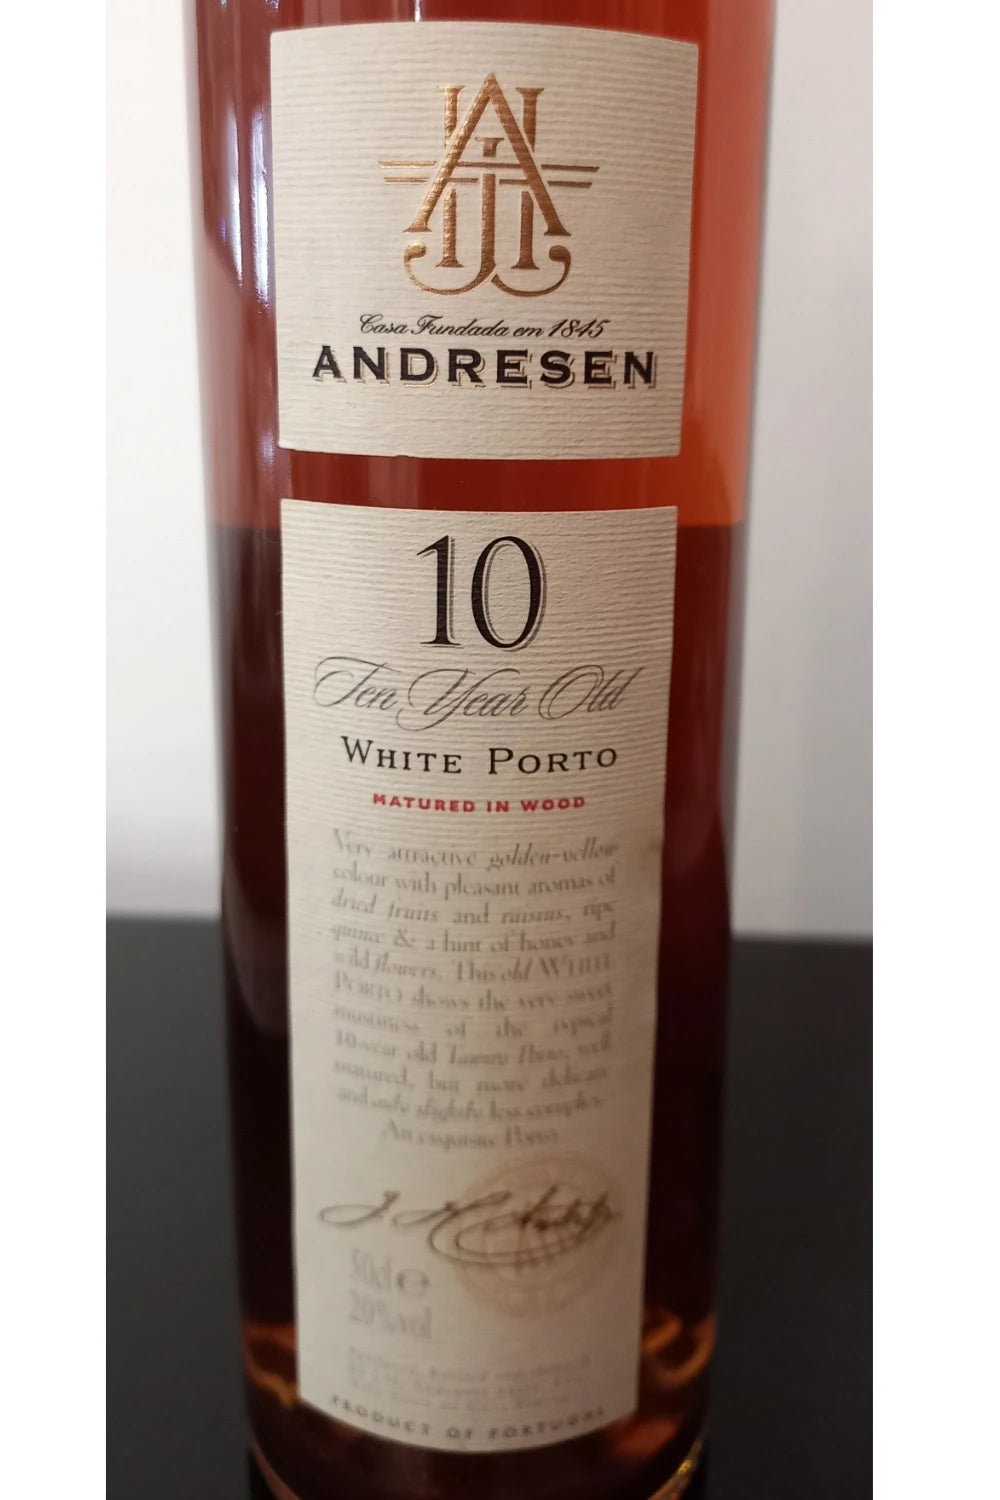 Casa Fundada em 1845
ANDRESEN
10
Ten Year Old
WHITE PORTO
MATURED IN WOOD
Very attractive golden-yellow
colour with pleasant aromas of
dried fruits and raisins, ripe
quince & a hint of honey and
wild flowers. This old WHITE
PORTO shows the very sweet
of the typical
10-year old Tawny Porto, well
matured, but more delicate
and only slightly less complex.
An exquisite Porto.
50cl e
20%vol
PRODUCT OF PORTUGAL